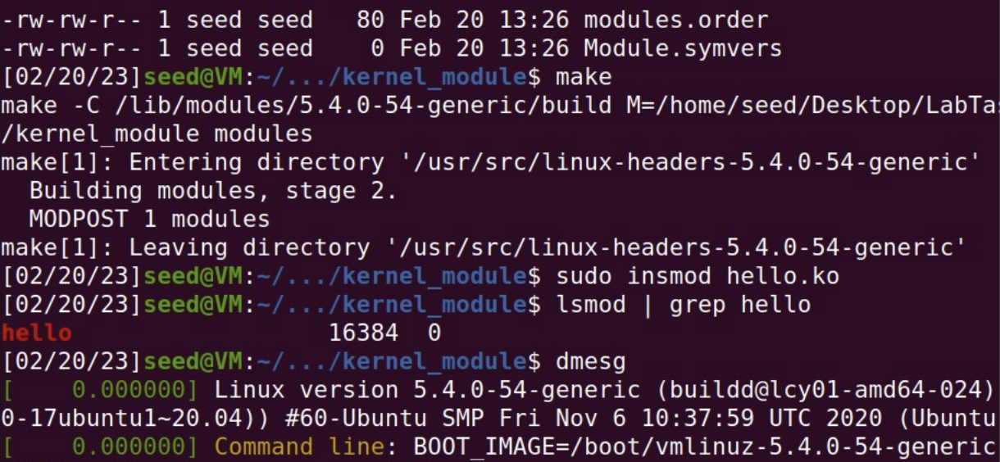 -rw-rw-r-- 1 seed seed   80 Feb 20 13:26 modules.order
-rw-rw-r-- 1 seed seed    0 Feb 20 13:26 Module.symvers
[02/20/23]seed@VM:~/.../kernel_module$ make
make -C /lib/modules/5.4.0-54-generic/build M=/home/seed/Desktop/LabTas
/kernel_module modules
make[1]: Entering directory '/usr/src/linux-headers-5.4.0-54-generic'
  Building modules, stage 2.
  MODPOST 1 modules
make[1]: Leaving directory '/usr/src/linux-headers-5.4.0-54-generic'
[02/20/23]seed@VM:~/.../kernel_module$ sudo insmod hello.ko
[02/20/23]seed@VM:~/.../kernel_module$ lsmod | grep hello
hello                  16384  0
[02/20/23]seed@VM:~/.../kernel_module$ dmesg
[    0.000000] Linux version 5.4.0-54-generic (buildd@lcy01-amd64-024)
0-17ubuntu1~20.04)) #60-Ubuntu SMP Fri Nov 6 10:37:59 UTC 2020 (Ubuntu
[    0.000000] Command line: BOOT_IMAGE=/boot/vmlinuz-5.4.0-54-generic